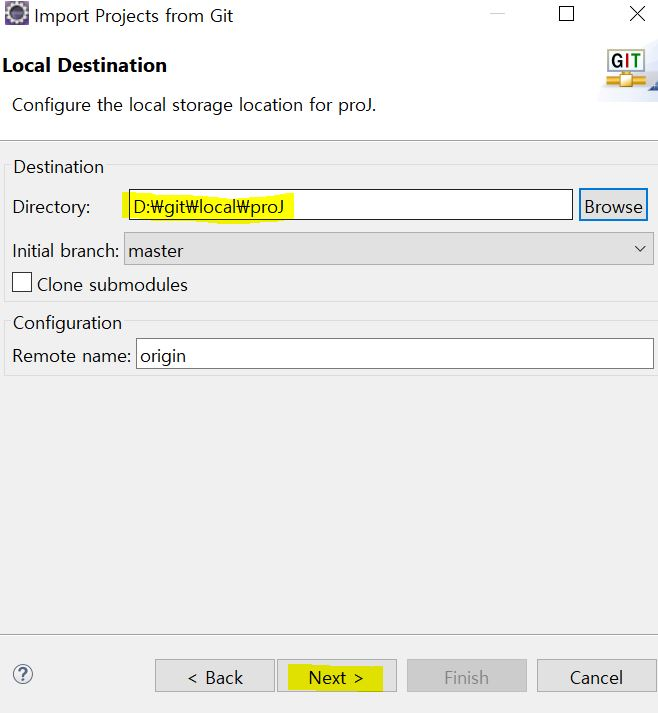 Import Projects from Git
Local Destination
GIT
Configure the local storage location for proJ.
Destination
Directory: D:₩git₩local₩proJ Browse
Initial branch: master
Clone submodules
Configuration
Remote name: origin
? < Back Next > Finish Cancel